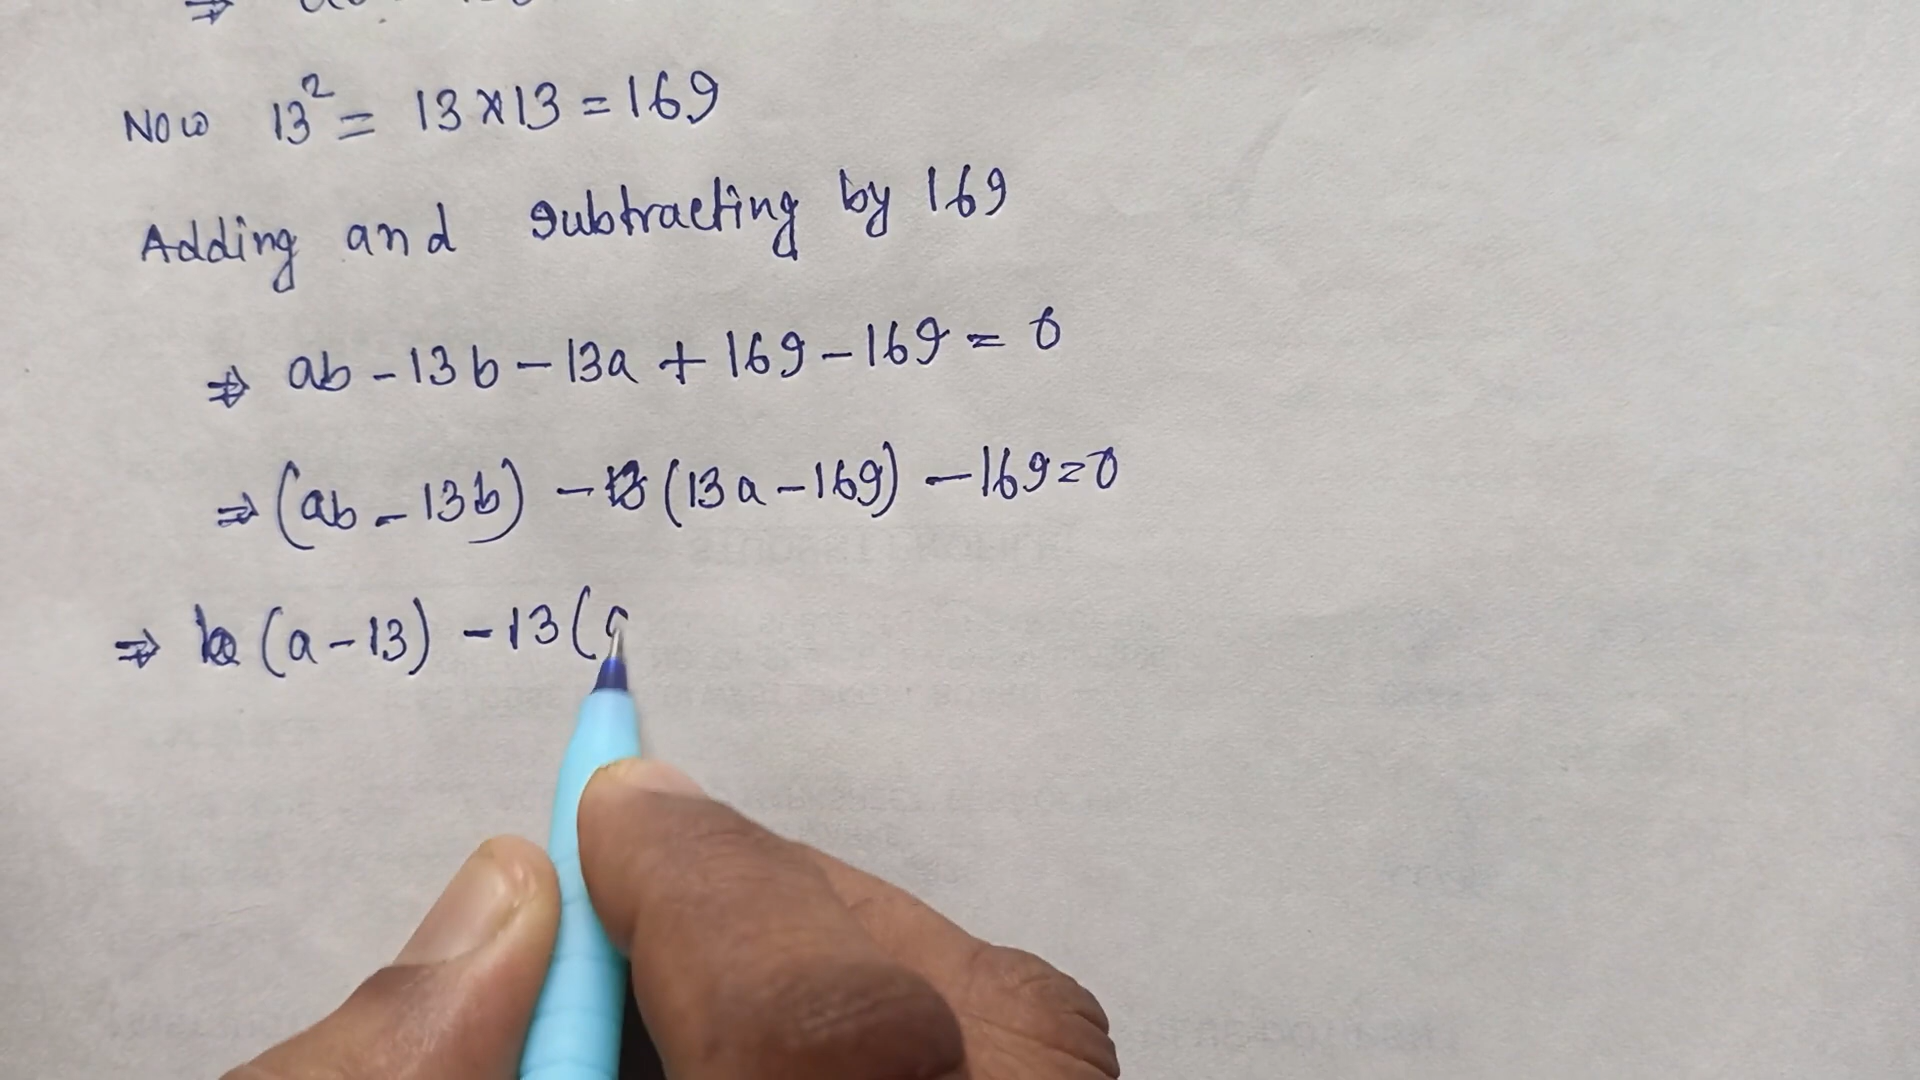 Now 13² = 13 × 13 = 169
Adding and subtracting by 169
⇒ ab - 13b - 13a + 169 - 169 = 0
⇒ (ab - 13b) - (13a - 169) - 169 = 0
⇒ b (a - 13) - 13 (